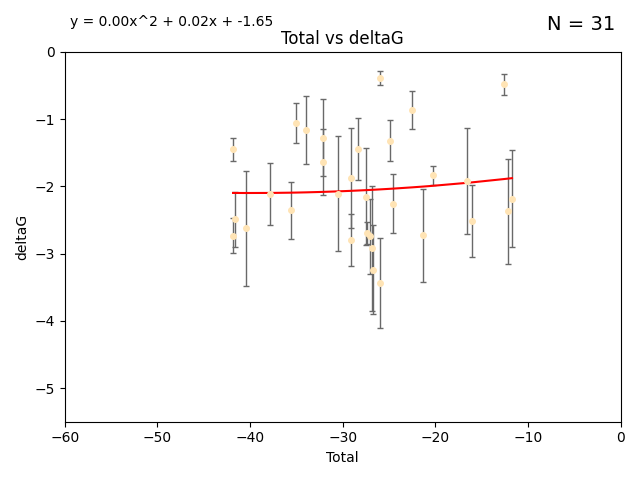 y = 0.00x^2 + 0.02x + -1.65
N = 31
Total vs deltaG
0
−1
−2
−3
−4
−5
deltaG
−60 −50 −40 −30 −20 −10 0
Total